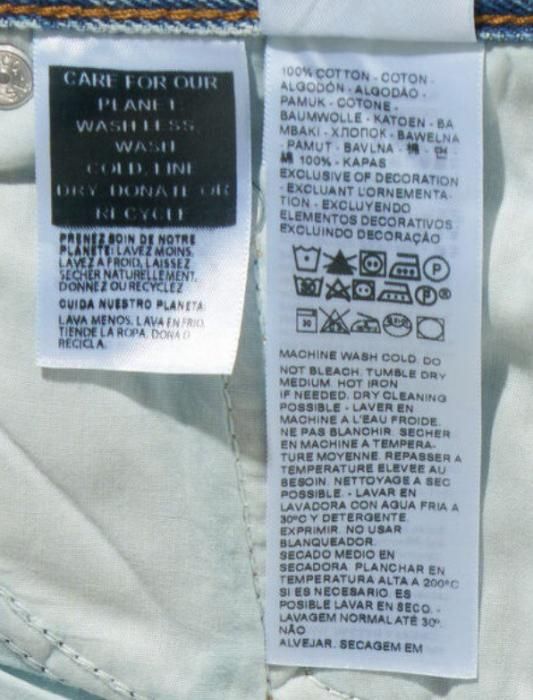 CARE FOR OUR
PLANET
WASH LESS
WASH
COLD, LINE
DRY, DONATE OR
RECYCLE
PRENEZ SOIN DE NOTRE
PLANETE: LAVEZ MOINS,
LAVEZ A FROID, LAISSEZ
SECHER NATURELLEMENT,
DONNEZ OU RECYCLEZ
CUIDA NUESTRO PLANETA:
LAVA MENOS, LAVA EN FRIO,
TIENDE LA ROPA, DONA O
RECICLA.
100% COTTON - COTON -
ALGODÓN - ALGODÃO -
PAMUK - COTONE -
BAUMWOLLE - KATOEN - BA
MBAKI - ХЛОПОК - BAWELNA
- PAMUT - BAVLNA - 棉 - 면
綿 100% - KAPAS
EXCLUSIVE OF DECORATION
- EXCLUANT L'ORNEMENTA-
TION - EXCLUYENDO
ELEMENTOS DECORATIVOS
EXCLUINDO DECORAÇÃO
P
P ®
30
MACHINE WASH COLD. DO
NOT BLEACH. TUMBLE DRY
MEDIUM. HOT IRON
IF NEEDED. DRY CLEANING
POSSIBLE - LAVER EN
MACHINE A L'EAU FROIDE.
NE PAS BLANCHIR. SECHER
EN MACHINE A TEMPERA-
TURE MOYENNE. REPASSER A
TEMPERATURE ELEVEE AU
BESOIN. NETTOYAGE A SEC
POSSIBLE. - LAVAR EN
LAVADORA CON AGUA FRIA A
30ºC Y DETERGENTE.
EXPRIMIR. NO USAR
BLANQUEADOR.
SECADO MEDIO EN
SECADORA PLANCHAR EN
TEMPERATURA ALTA A 200ºC
SI ES NECESARIO. ES
POSIBLE LAVAR EN SECO. -
LAVAGEM NORMAL ATÉ 30º.
NÃO
ALVEJAR. SECAGEM EM